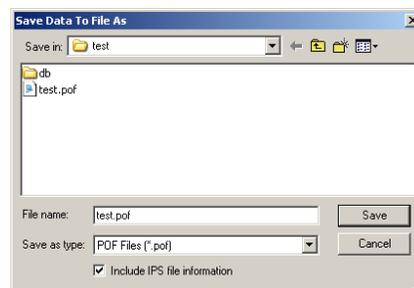 Save Data To File As
Save in: test
db
test.pof
File name: test.pof Save
Save as type: POF Files (*.pof) Cancel
Include IPS file information